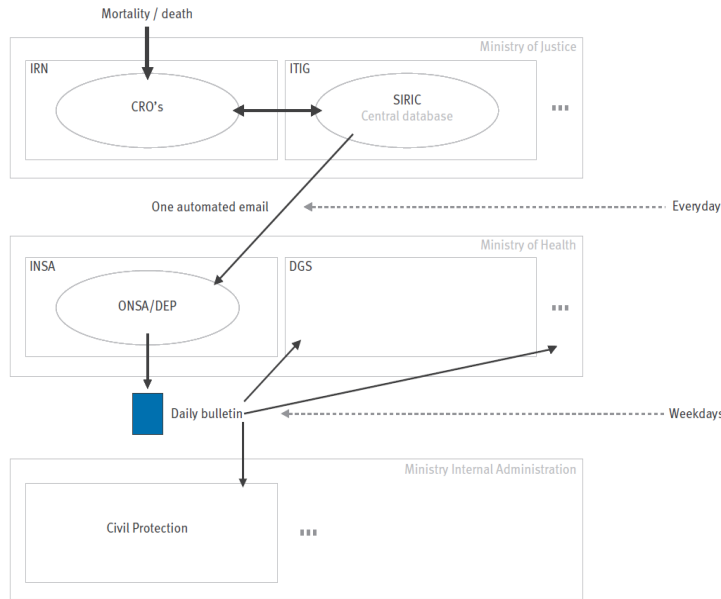 Mortality / death
Ministry of Justice
IRN
ITIG
CRO's
SIRIC
Central database
...
One automated email
Everyday
Ministry of Health
INSA
DGS
ONSA/DEP
...
Daily bulletin
Weekdays
Ministry Internal Administration
Civil Protection
...